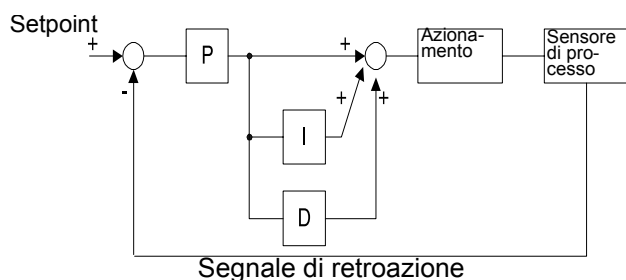 Setpoint
+
-
P
+
+
+
I
D
Aziona-
mento
Sensore
di pro-
cesso
Segnale di retroazione